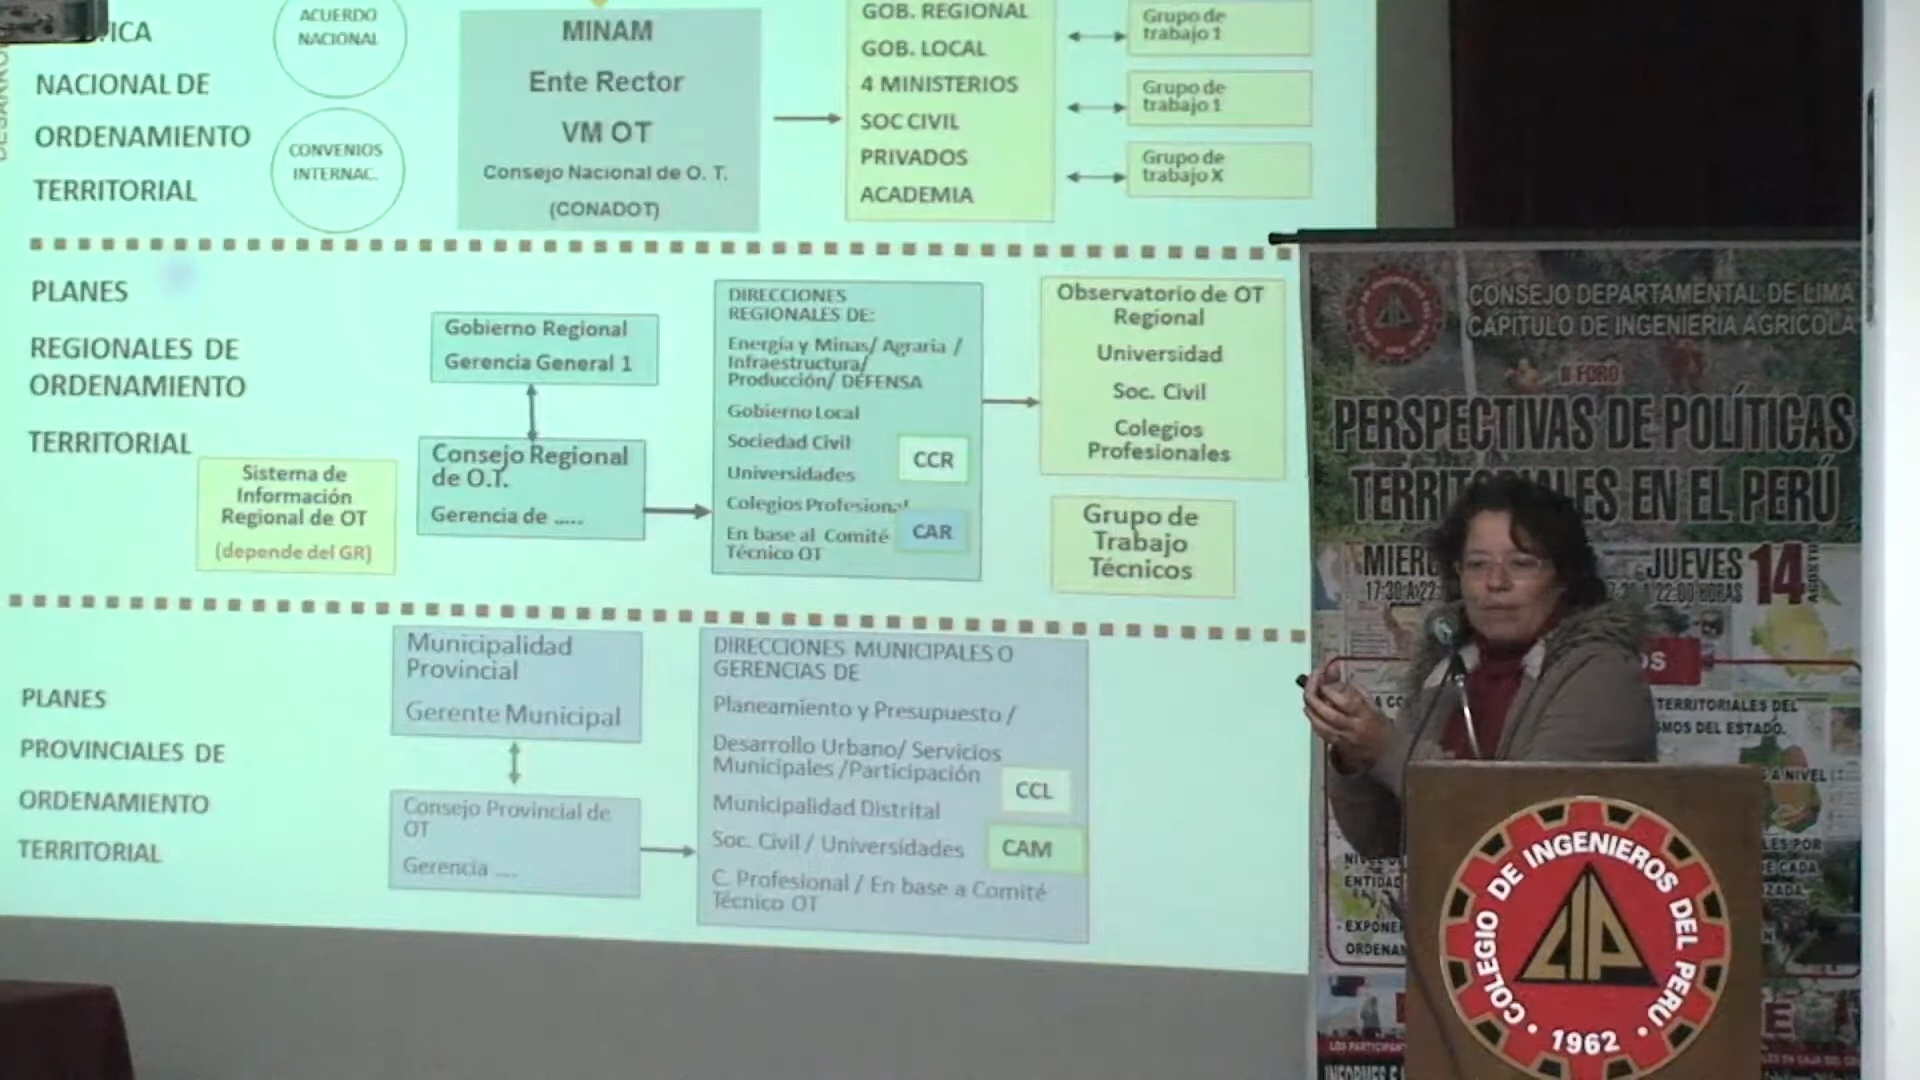 NACIONAL DE
ORDENAMIENTO
TERRITORIAL
ACUERDO
NACIONAL
CONVENIOS
INTERNAC.
MINAM
Ente Rector
VM OT
Consejo Nacional de O. T.
(CONADOT)
GOB. REGIONAL
GOB. LOCAL
4 MINISTERIOS
SOC CIVIL
PRIVADOS
ACADEMIA
Grupo de
trabajo 1
Grupo de
trabajo 1
Grupo de
trabajo X
PLANES
REGIONALES DE
ORDENAMIENTO
TERRITORIAL
Sistema de
Información
Regional de OT
(depende del GR)
Gobierno Regional
Gerencia General 1
Consejo Regional
de O.T.
Gerencia de .....
DIRECCIONES
REGIONALES DE:
Energía y Minas/ Agraria /
Infraestructura/
Producción/ DEFENSA
Gobierno Local
Sociedad Civil
Universidades
Colegios Profesional
En base al Comité
Técnico OT
CCR
CAR
Observatorio de OT
Regional
Universidad
Soc. Civil
Colegios
Profesionales
Grupo de
Trabajo
Técnicos
PLANES
PROVINCIALES DE
ORDENAMIENTO
TERRITORIAL
Municipalidad
Provincial
Gerente Municipal
Consejo Provincial de
OT
Gerencia ....
DIRECCIONES MUNICIPALES O
GERENCIAS DE
Planeamiento y Presupuesto /
Desarrollo Urbano/ Servicios
Municipales /Participación
Municipalidad Distrital
Soc. Civil / Universidades
C. Profesional / En base a Comité
Técnico OT
CCL
CAM
CONSEJO DEPARTAMENTAL DE LIMA
CAPITULO DE INGENIERIA AGRICOLA
II FORO
PERSPECTIVAS DE POLÍTICAS
EN EL PERÚ
JUEVES 14
22:00 HORAS
TERRITORIALES DEL
DEL ESTADO.
A NIVEL
COLEGIO DE INGENIEROS DEL PERU
CIP
1962